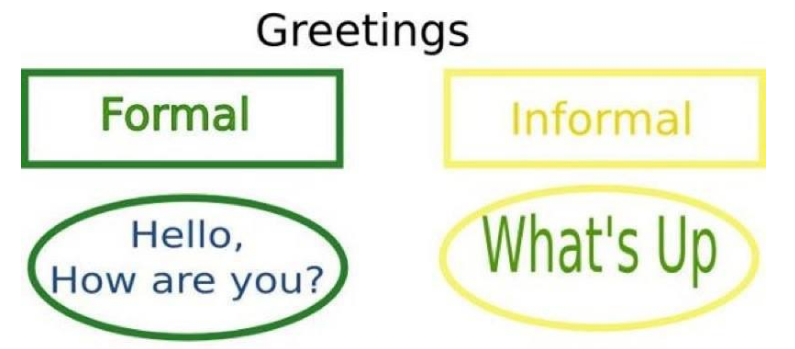 Greetings
Formal
Informal
Hello,
How are you?
What's Up